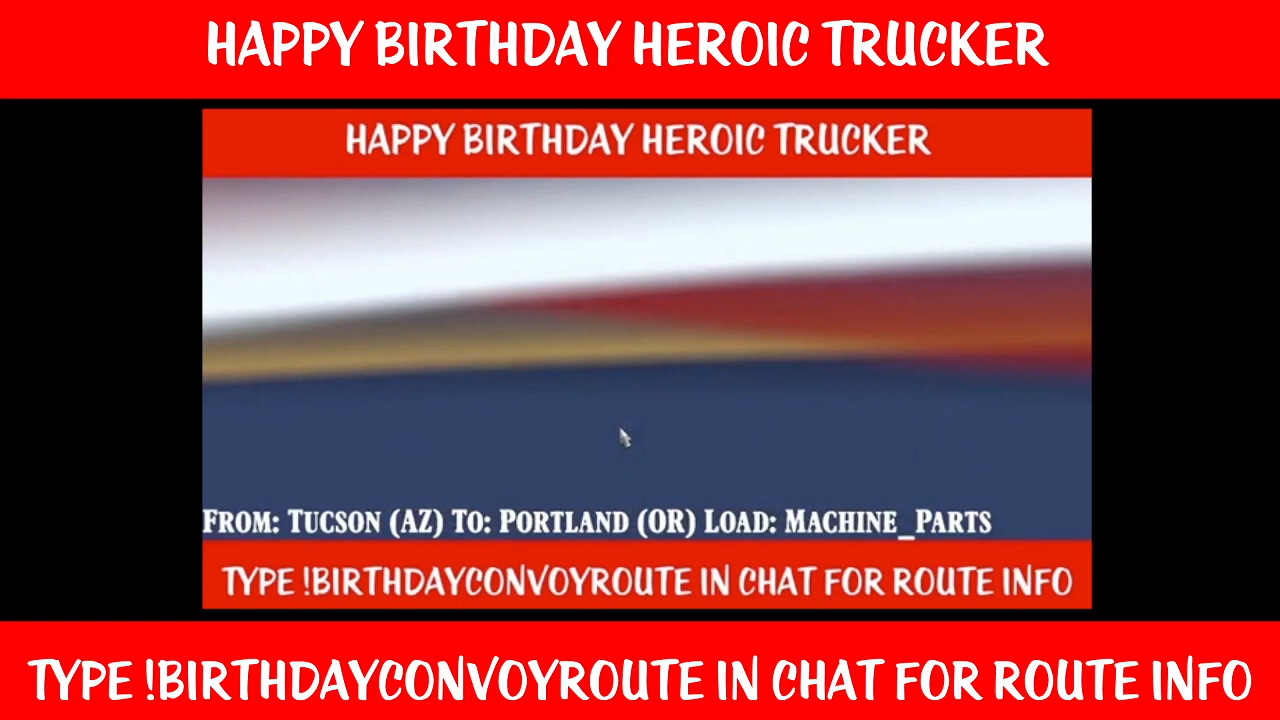 HAPPY BIRTHDAY HEROIC TRUCKER
HAPPY BIRTHDAY HEROIC TRUCKER
FROM: TUCSON (AZ) TO: PORTLAND (OR) LOAD: MACHINE_PARTS
TYPE !BIRTHDAYCONVOYROUTE IN CHAT FOR ROUTE INFO
TYPE !BIRTHDAYCONVOYROUTE IN CHAT FOR ROUTE INFO